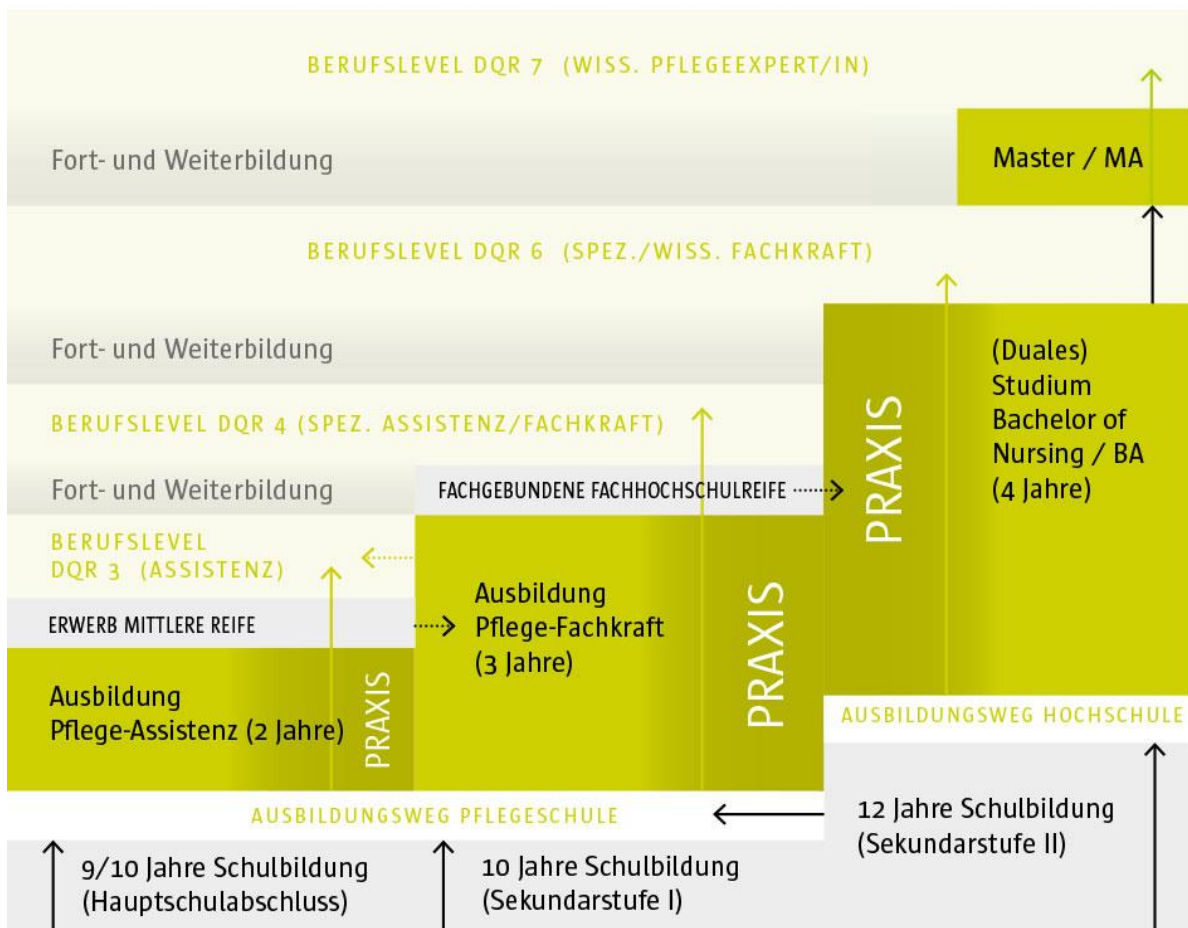 BERUFSLEVEL DQR 7 (WISS. PFLEGEEXPERT/IN)
Fort- und Weiterbildung
Master / MA
BERUFSLEVEL DQR 6 (SPEZ./WISS. FACHKRAFT)
Fort- und Weiterbildung
(Duales)
Studium
Bachelor of
Nursing / BA
(4 Jahre)
PRAXIS
BERUFSLEVEL DQR 4 (SPEZ. ASSISTENZ/FACHKRAFT)
Fort- und Weiterbildung
FACHGEBUNDENE FACHHOCHSCHULREIFE
BERUFSLEVEL
DQR 3 (ASSISTENZ)
ERWERB MITTLERE REIFE
Ausbildung
Pflege-Fachkraft
(3 Jahre)
PRAXIS
Ausbildung
Pflege-Assistenz (2 Jahre)
PRAXIS
AUSBILDUNGSWEG HOCHSCHULE
AUSBILDUNGSWEG PFLEGESCHULE
12 Jahre Schulbildung
(Sekundarstufe II)
9/10 Jahre Schulbildung
(Hauptschulabschluss)
10 Jahre Schulbildung
(Sekundarstufe I)